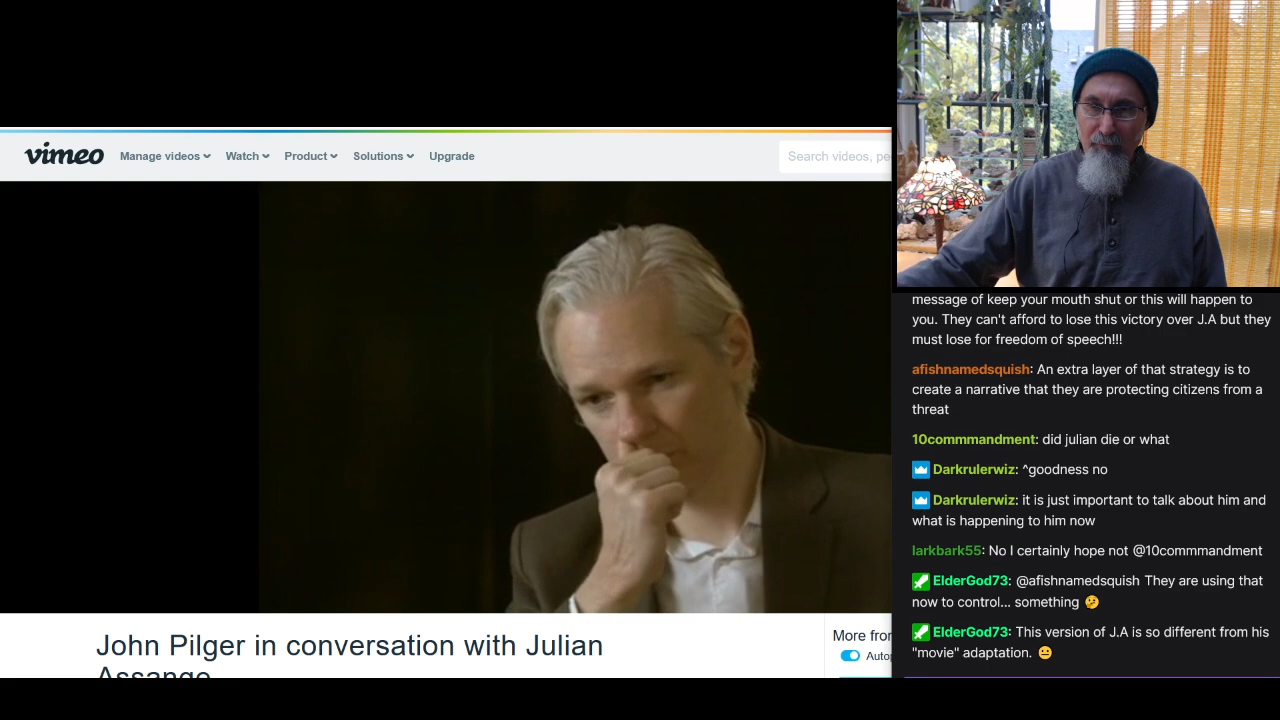 vimeo
Manage videos
Watch
Product
Solutions
Upgrade
Search videos, pe
John Pilger in conversation with Julian
Assange
More from
Autop
message of keep your mouth shut or this will happen to
you. They can't afford to lose this victory over J.A but they
must lose for freedom of speech!!!
afishnamedsquish: An extra layer of that strategy is to
create a narrative that they are protecting citizens from a
threat
10commmandment: did julian die or what
Darkrulerwiz: ^goodness no
Darkrulerwiz: it is just important to talk about him and
what is happening to him now
larkbark55: No I certainly hope not @10commmandment
ElderGod73: @afishnamedsquish They are using that
now to control... something 🤔
ElderGod73: This version of J.A is so different from his
"movie" adaptation. 😐